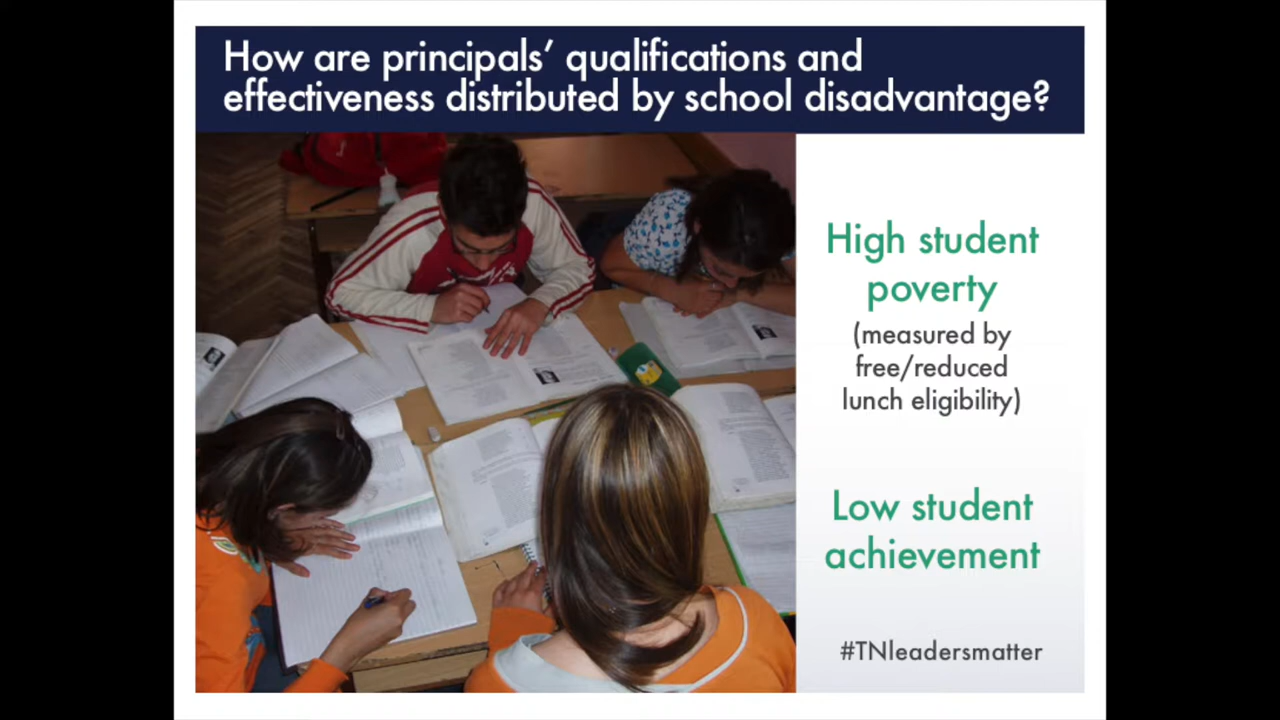 How are principals’ qualifications and
effectiveness distributed by school disadvantage?
High student
poverty
(measured by
free/reduced
lunch eligibility)
Low student
achievement
#TNleadersmatter